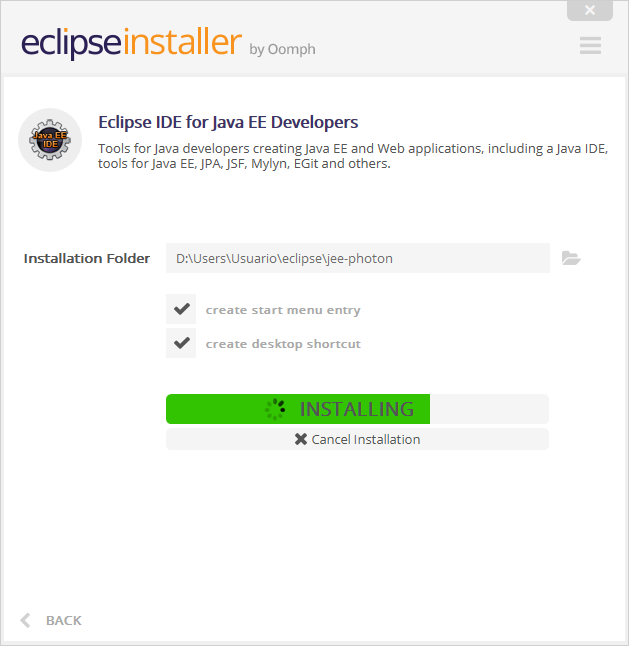 eclipseinstaller by Oomph
Java EE
IDE
Eclipse IDE for Java EE Developers
Tools for Java developers creating Java EE and Web applications, including a Java IDE,
tools for Java EE, JPA, JSF, Mylyn, EGit and others.
Installation Folder D:\Users\Usuario\eclipse\jee-photon
create start menu entry
create desktop shortcut
INSTALLING
Cancel Installation
BACK